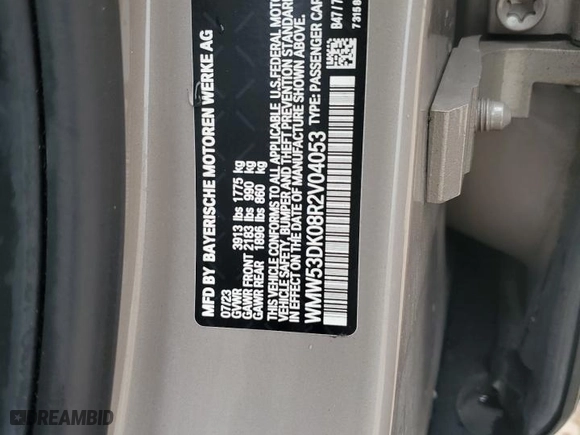 MFD BY BAYERISCHE MOTOREN WERKE AG
07/23
GVWR 3913 lbs 1775 kg
GAWR FRONT 2183 lbs 990 kg
GAWR REAR 1896 lbs 860 kg
THIS VEHICLE CONFORMS TO ALL APPLICABLE U.S. FEDERAL MOTOR
VEHICLE SAFETY, BUMPER AND THEFT PREVENTION STANDARDS
IN EFFECT ON THE DATE OF MANUFACTURE SHOWN ABOVE.
WMW53DK08R2V04053 TYPE: PASSENGER CAR
B47/
73158
DREAMBID